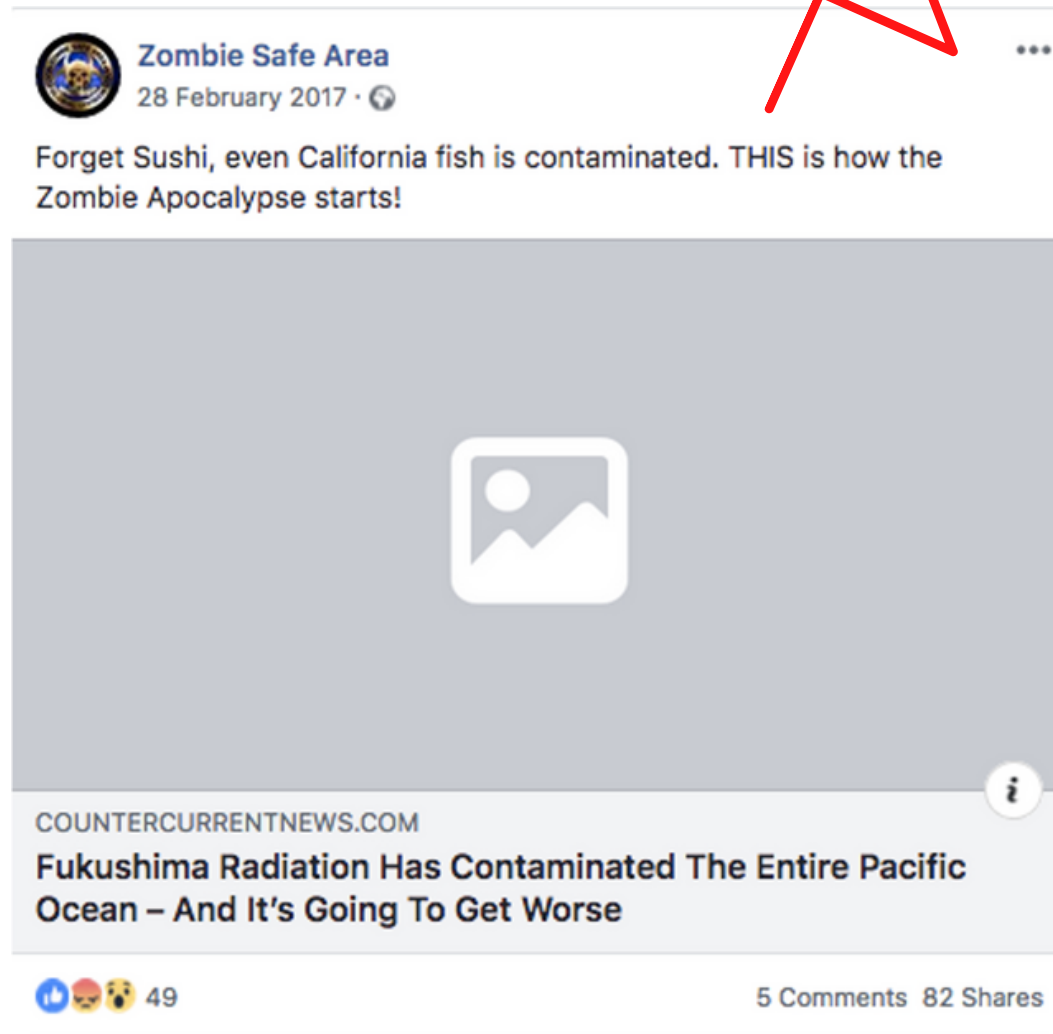 Zombie Safe Area
28 February 2017 ·
Forget Sushi, even California fish is contaminated. THIS is how the
Zombie Apocalypse starts!
i
COUNTERCURRENTNEWS.COM
Fukushima Radiation Has Contaminated The Entire Pacific
Ocean – And It's Going To Get Worse
49
5 Comments 82 Shares